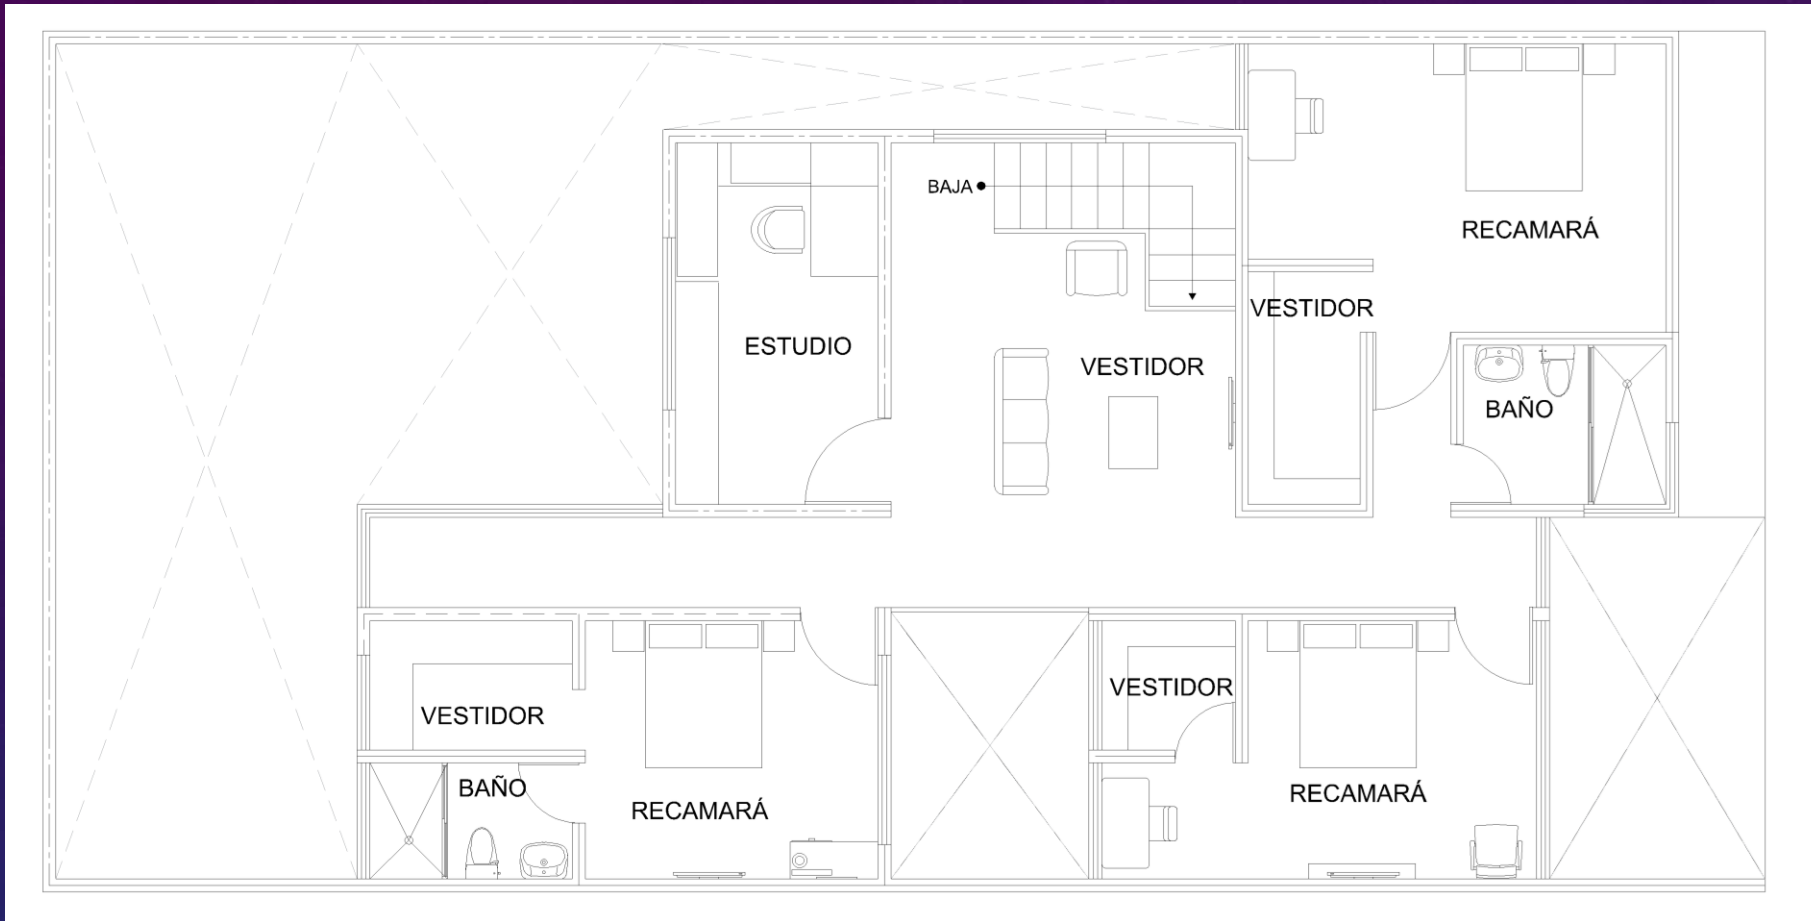 BAJA
RECAMARÁ
VESTIDOR
ESTUDIO
VESTIDOR
BAÑO
VESTIDOR
VESTIDOR
BAÑO
RECAMARÁ
RECAMARÁ